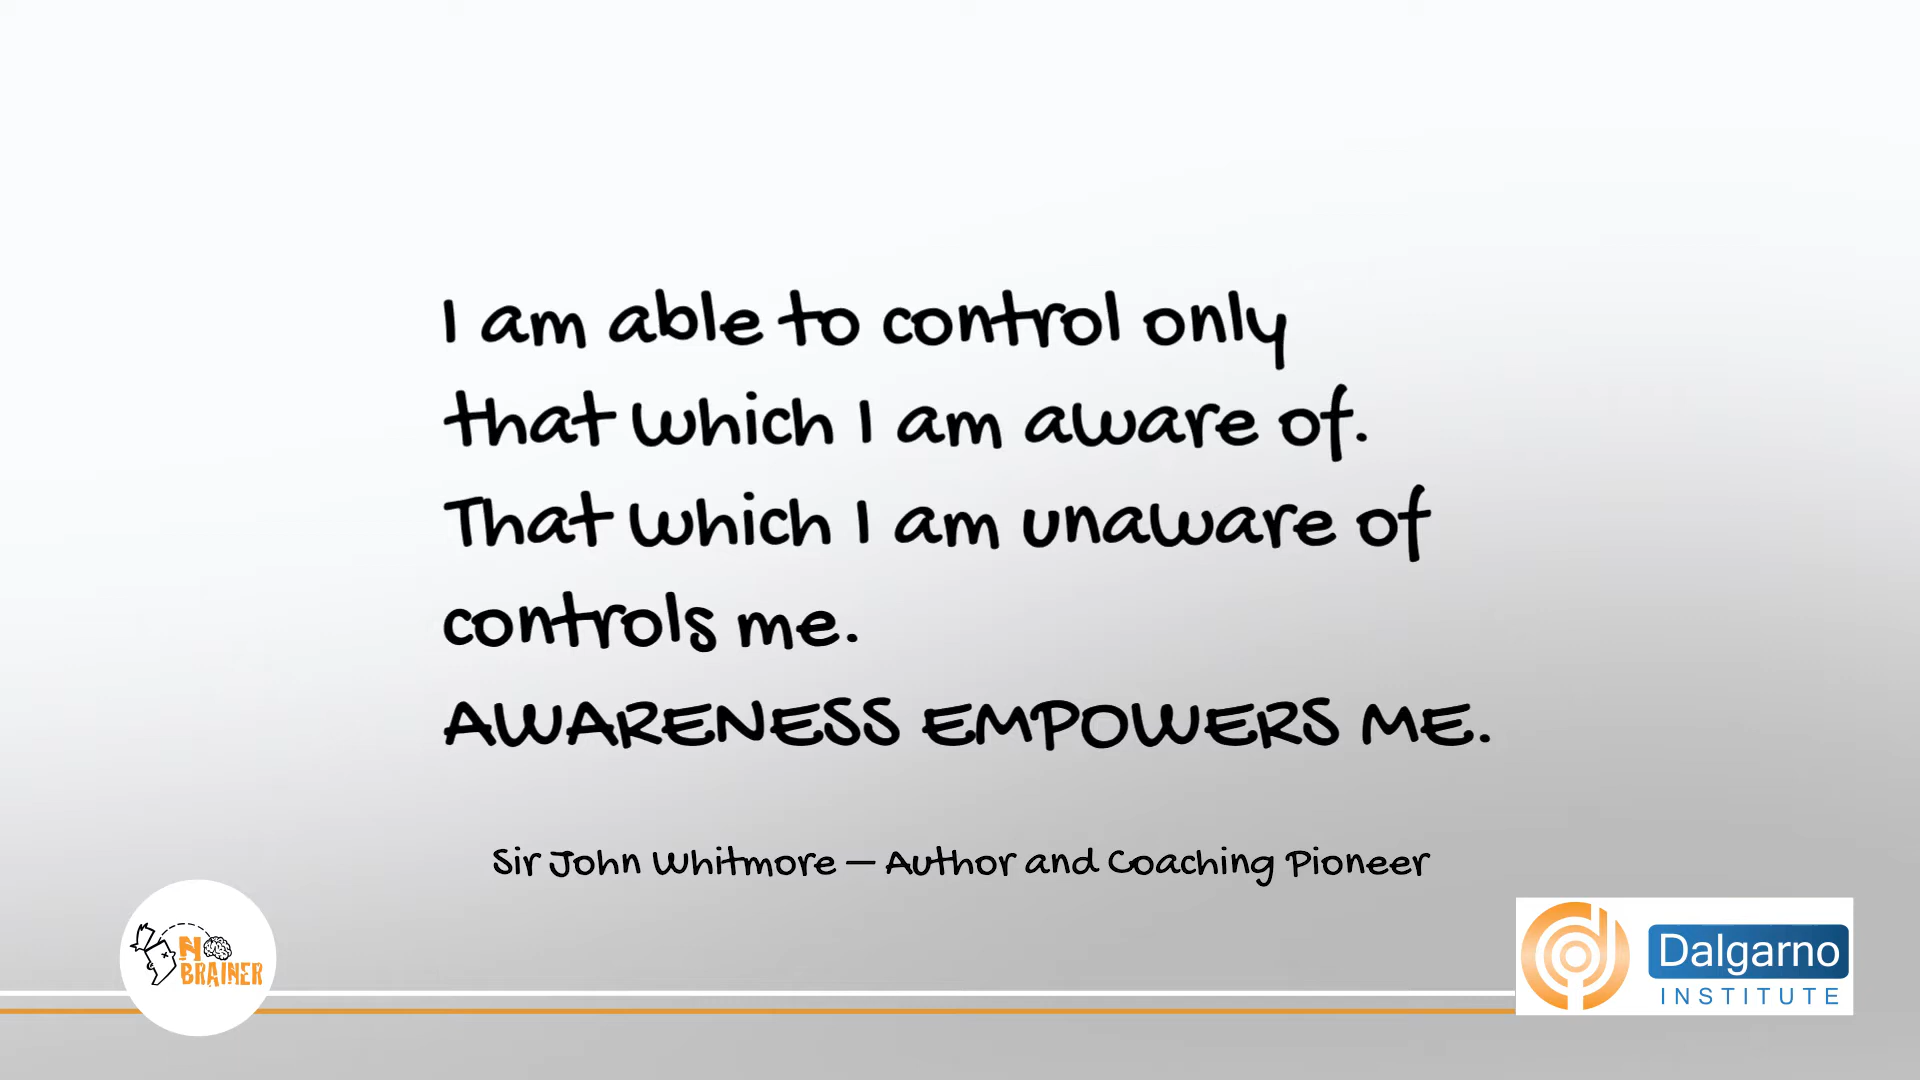 I am able to control only
that which I am aware of.
That which I am unaware of
controls me.
AWARENESS EMPOWERS ME.
Sir John Whitmore — Author and Coaching Pioneer
NO
BRAINER
Dalgarno
INSTITUTE